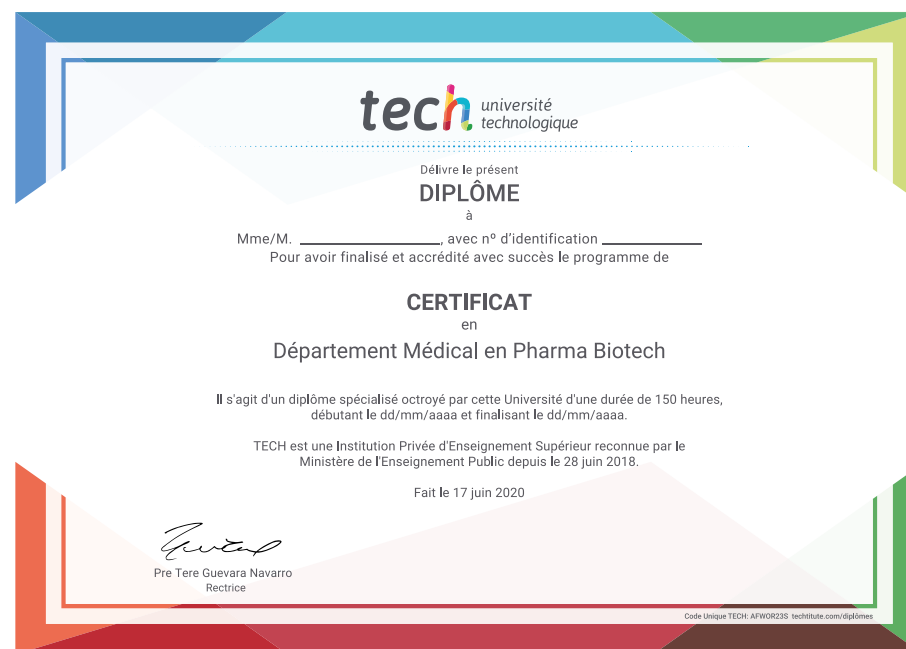 tech université
technologique
Délivre le présent
DIPLÔME
à
Mme/M. ____________________, avec nº d'identification ______________
Pour avoir finalisé et accrédité avec succès le programme de
CERTIFICAT
en
Département Médical en Pharma Biotech
Il s'agit d'un diplôme spécialisé octroyé par cette Université d'une durée de 150 heures,
débutant le dd/mm/aaaa et finalisant le dd/mm/aaaa.
TECH est une Institution Privée d'Enseignement Supérieur reconnue par le
Ministère de l'Enseignement Public depuis le 28 juin 2018.
Fait le 17 juin 2020
Pre Tere Guevara Navarro
Rectrice
Code Unique TECH: AFWOR23S techtitute.com/diplômes